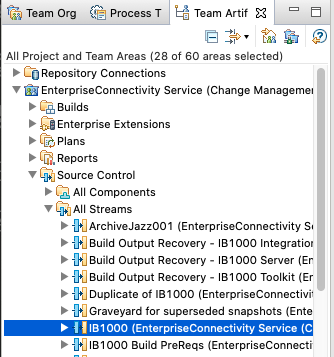 Team Org
Process T
Team Artif
All Project and Team Areas (28 of 60 areas selected)
Repository Connections
EnterpriseConnectivity Service (Change Manageme
Builds
Enterprise Extensions
Plans
Reports
Source Control
All Components
All Streams
ArchiveJazz001 (EnterpriseConnectivity S
Build Output Recovery - IB1000 Integration
Build Output Recovery - IB1000 Server (En
Build Output Recovery - IB1000 Toolkit (En
Duplicate of IB1000 (EnterpriseConnectivit
Graveyard for superseded snapshots (Ente
IB1000 (EnterpriseConnectivity Service (C
IB1000 Build PreReqs (EnterpriseConnecti